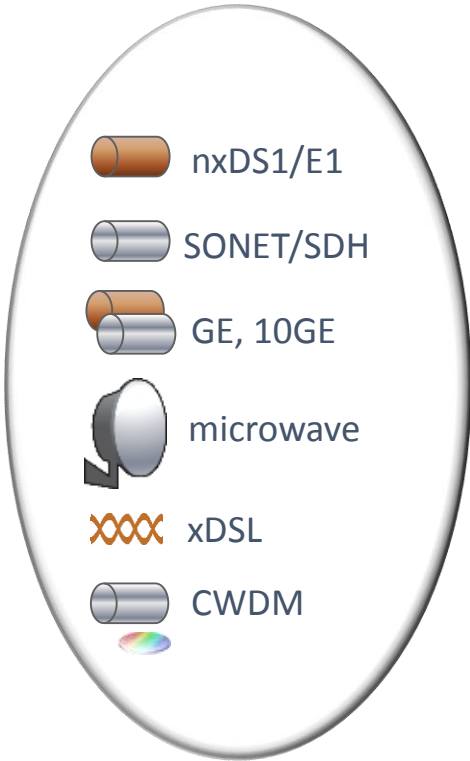 nxDS1/E1
SONET/SDH
GE, 10GE
microwave
xDSL
CWDM